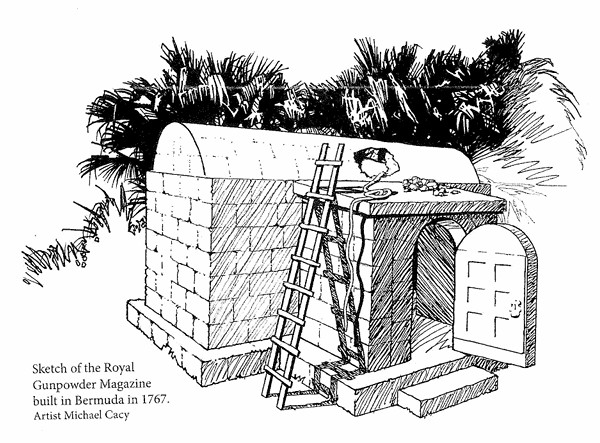 Sketch of the Royal
Gunpowder Magazine
built in Bermuda in 1767.
Artist Michael Cacy